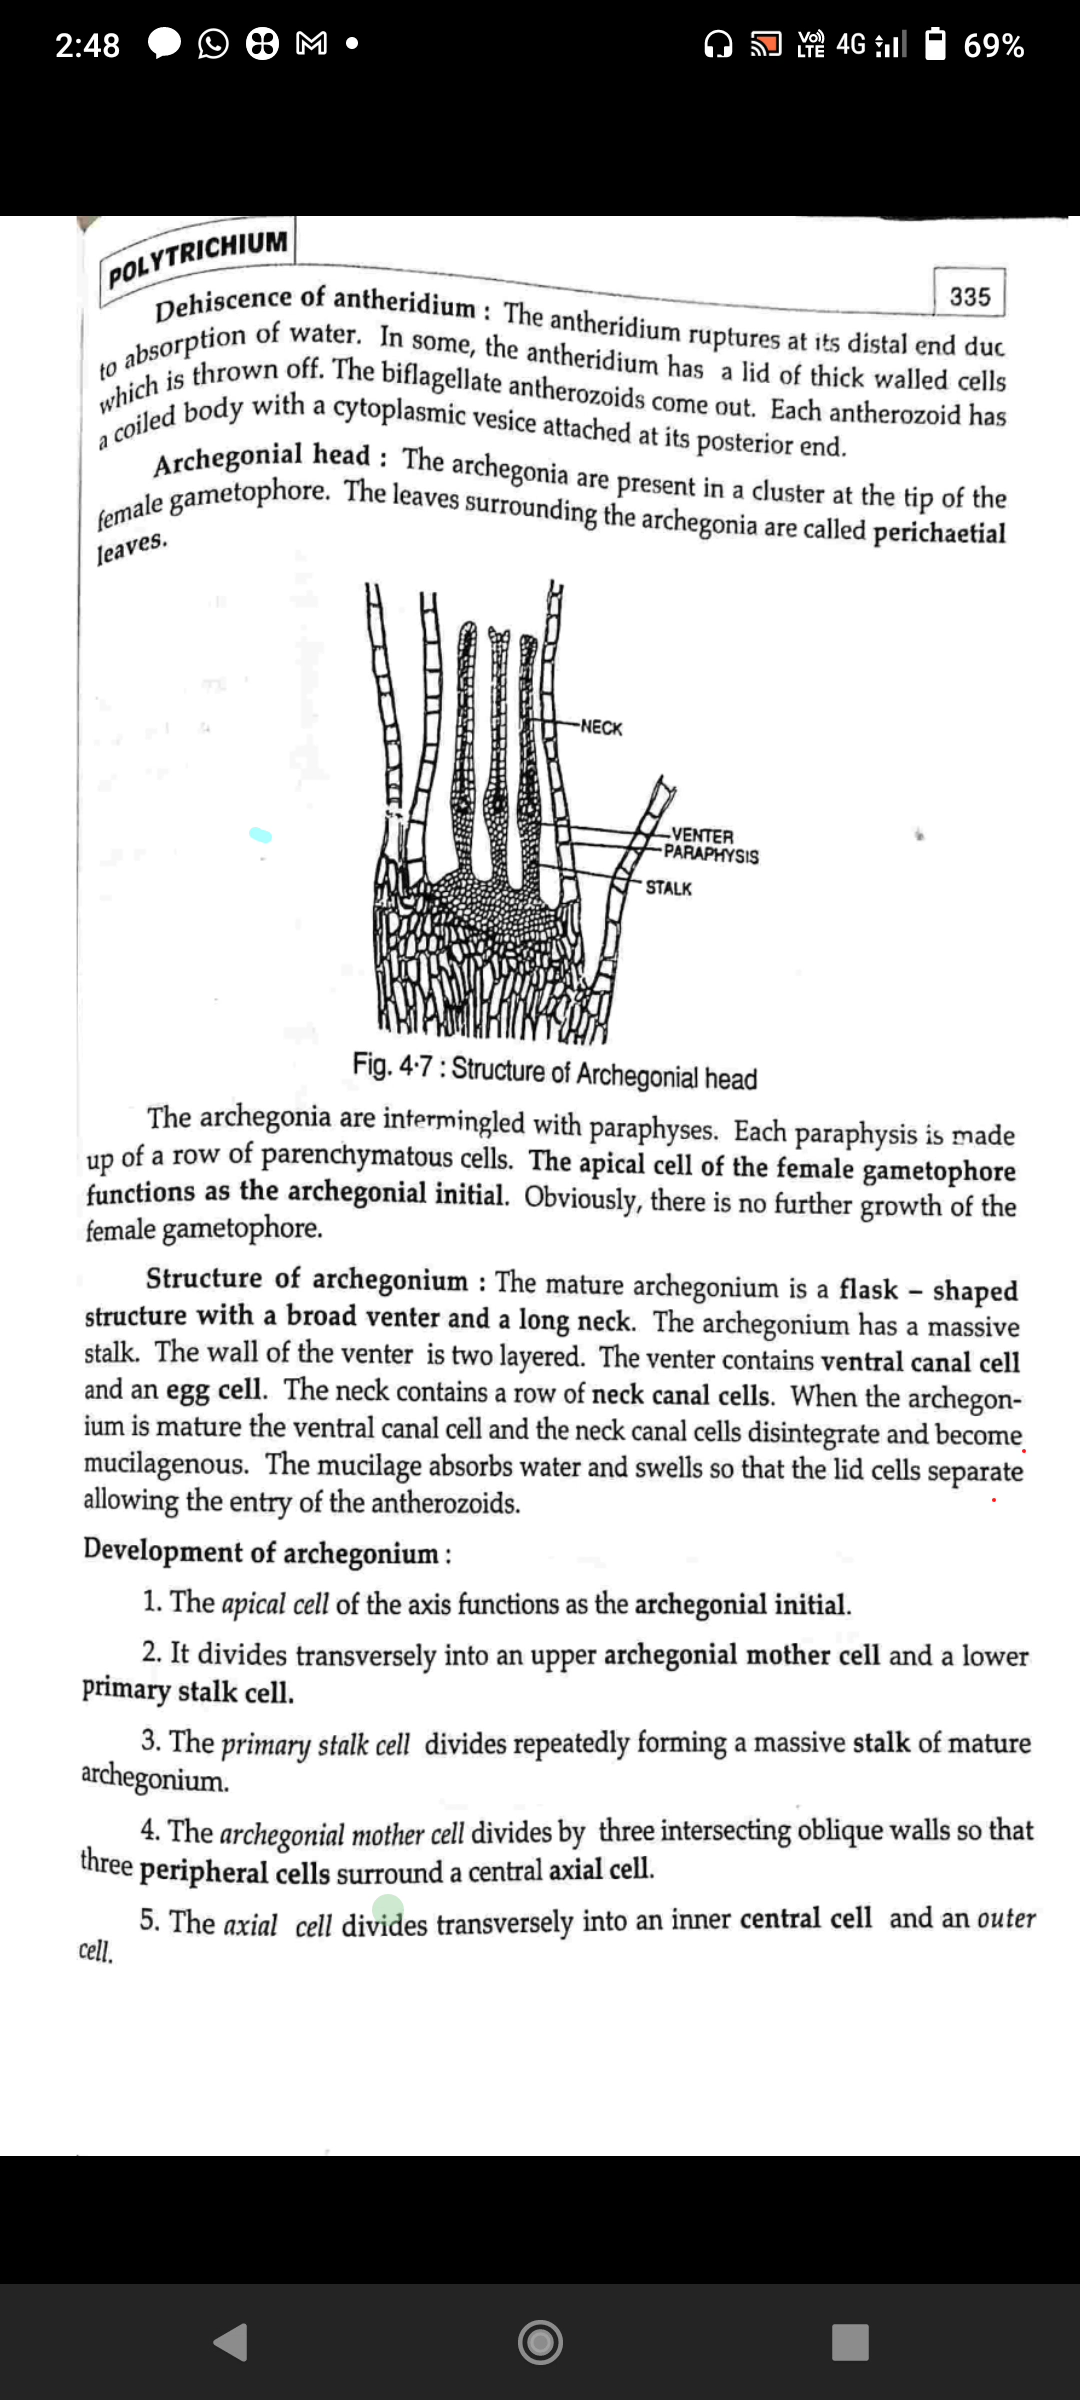 2:48
4G
VoLTE
69%
POLYTRICHIUM
335
Dehiscence of antheridium : The antheridium ruptures at its distal end duc
to absorption of water. In some, the antheridium has a lid of thick walled cells
which is thrown off. The biflagellate antherozoids come out. Each antherozoid has
a coiled body with a cytoplasmic vesice attached at its posterior end.
Archegonial head : The archegonia are present in a cluster at the tip of the
female gametophore. The leaves surrounding the archegonia are called perichaetial
leaves.
NECK
VENTER
PARAPHYSIS
STALK
Fig. 4·7 : Structure of Archegonial head
The archegonia are intermingled with paraphyses. Each paraphysis is made
up of a row of parenchymatous cells. The apical cell of the female gametophore
functions as the archegonial initial. Obviously, there is no further growth of the
female gametophore.
Structure of archegonium : The mature archegonium is a flask – shaped
structure with a broad venter and a long neck. The archegonium has a massive
stalk. The wall of the venter is two layered. The venter contains ventral canal cell
and an egg cell. The neck contains a row of neck canal cells. When the archegon-
ium is mature the ventral canal cell and the neck canal cells disintegrate and become
mucilagenous. The mucilage absorbs water and swells so that the lid cells separate
allowing the entry of the antherozoids.
Development of archegonium :
1. The apical cell of the axis functions as the archegonial initial.
2. It divides transversely into an upper archegonial mother cell and a lower
primary stalk cell.
3. The primary stalk cell divides repeatedly forming a massive stalk of mature
archegonium.
4. The archegonial mother cell divides by three intersecting oblique walls so that
three peripheral cells surround a central axial cell.
5. The axial cell divides transversely into an inner central cell and an outer
cell.